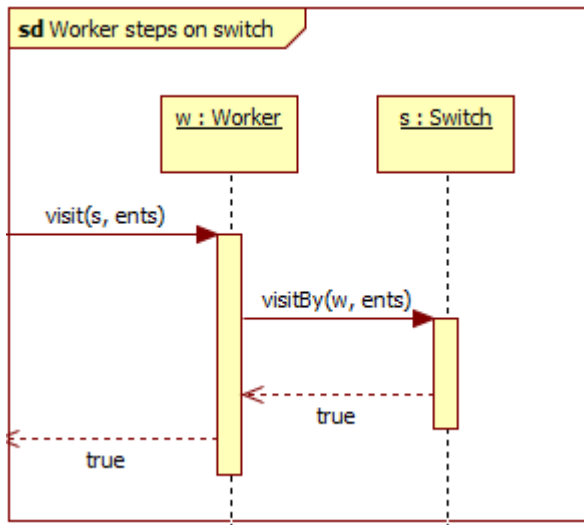 sd Worker steps on switch
w : Worker
s : Switch
visit(s, ents)
visitBy(w, ents)
true
true